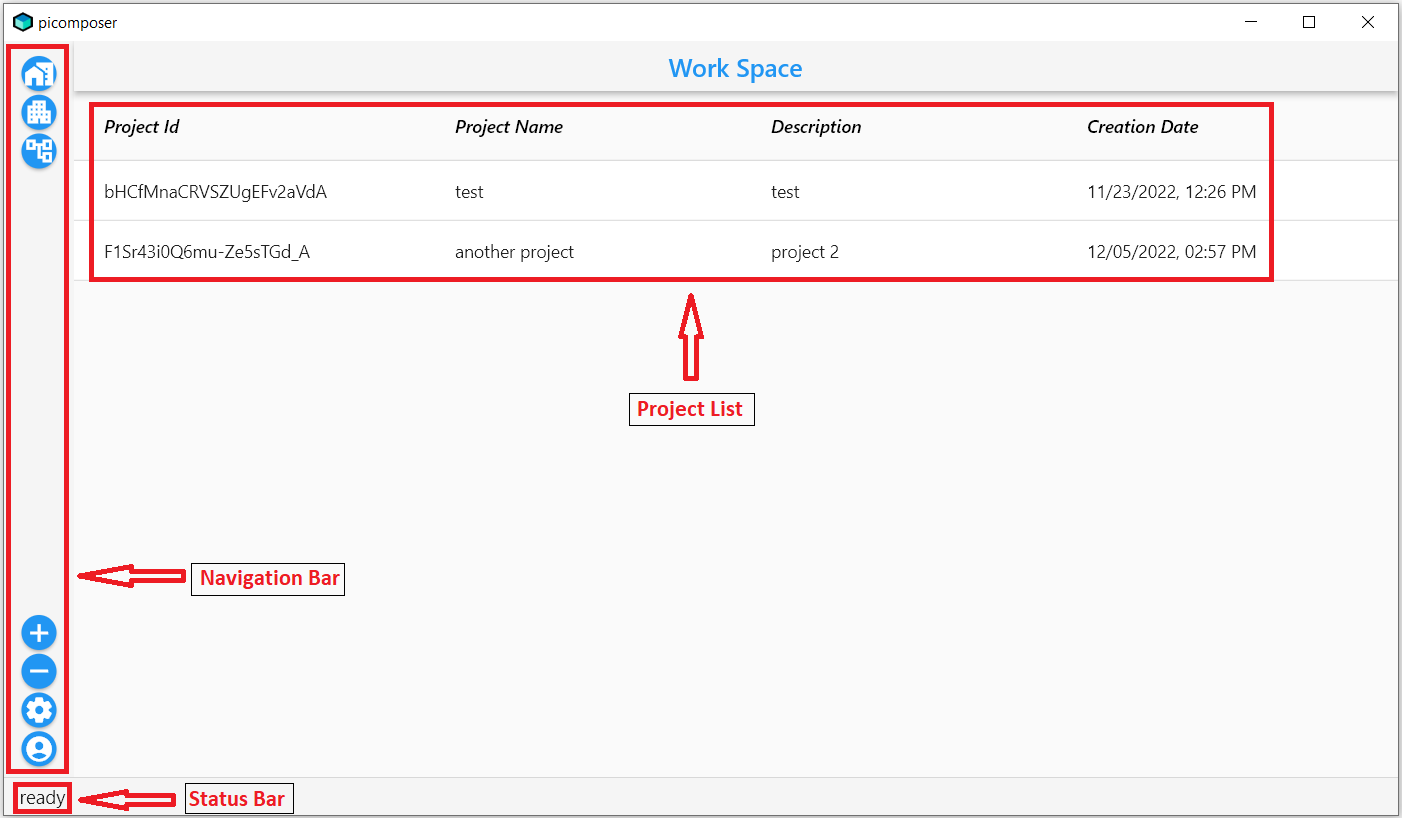 picomposer
Work Space
Project Id Project Name Description Creation Date
bHCfMnaCRVSZUgEFv2aVdA test test 11/23/2022, 12:26 PM
F1Sr43i0Q6mu-Ze5sTGd_A another project project 2 12/05/2022, 02:57 PM
Project List
Navigation Bar
ready Status Bar